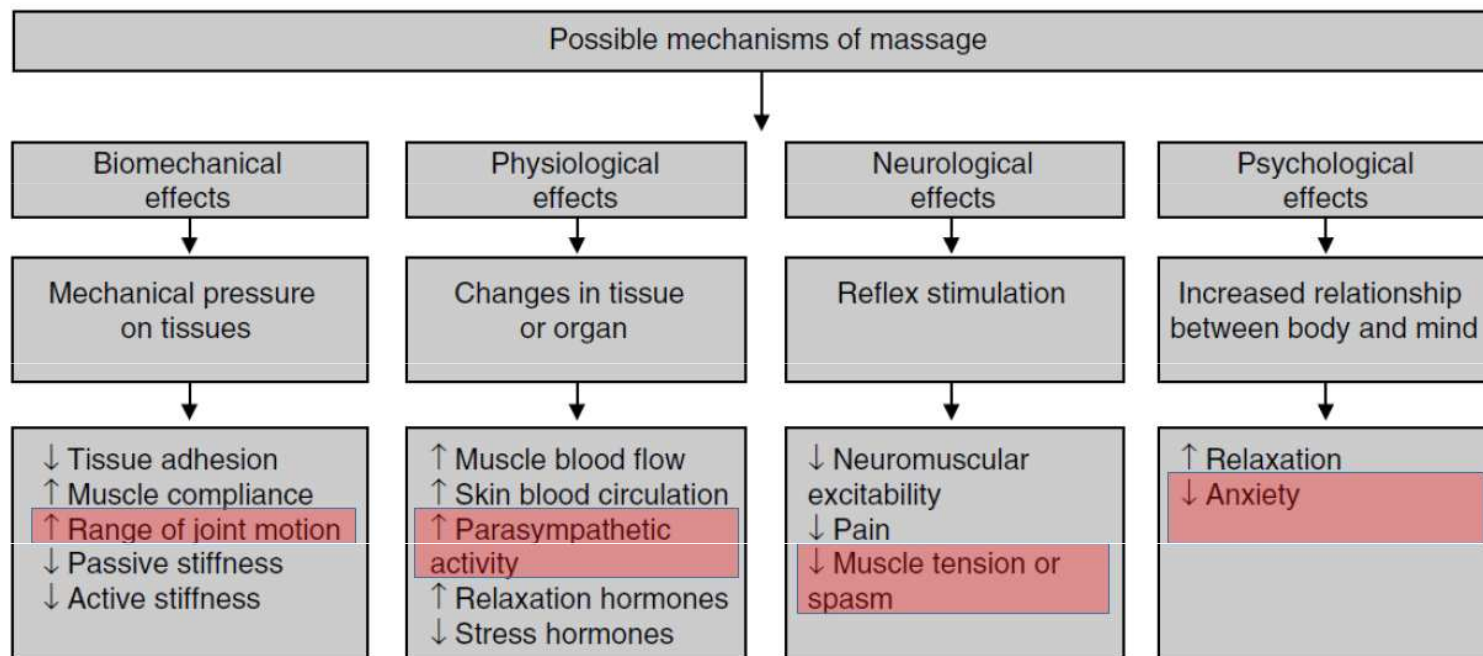 Possible mechanisms of massage
Biomechanical
effects
Physiological
effects
Neurological
effects
Psychological
effects
Mechanical pressure
on tissues
Changes in tissue
or organ
Reflex stimulation
Increased relationship
between body and mind
↓ Tissue adhesion
↑ Muscle compliance
↑ Range of joint motion
↓ Passive stiffness
↓ Active stiffness
↑ Muscle blood flow
↑ Skin blood circulation
↑ Parasympathetic
activity
↑ Relaxation hormones
↓ Stress hormones
↓ Neuromuscular
excitability
↓ Pain
↓ Muscle tension or
spasm
↑ Relaxation
↓ Anxiety